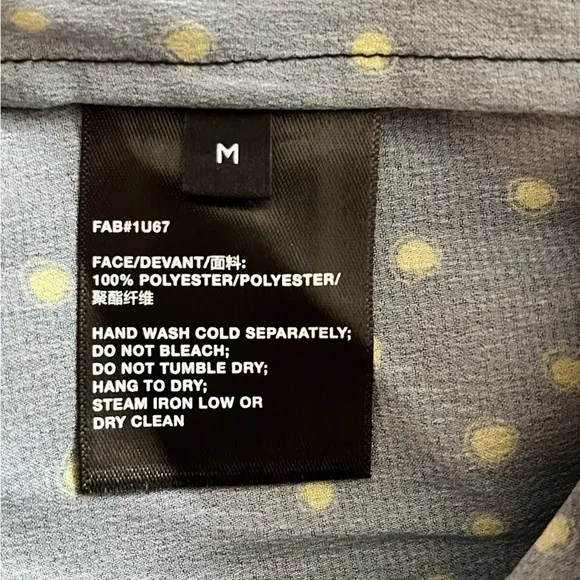 M
FAB#1U67
FACE/DEVANT/面料:
100% POLYESTER/POLYESTER/
聚酯纤维
HAND WASH COLD SEPARATELY;
DO NOT BLEACH;
DO NOT TUMBLE DRY;
HANG TO DRY;
STEAM IRON LOW OR
DRY CLEAN